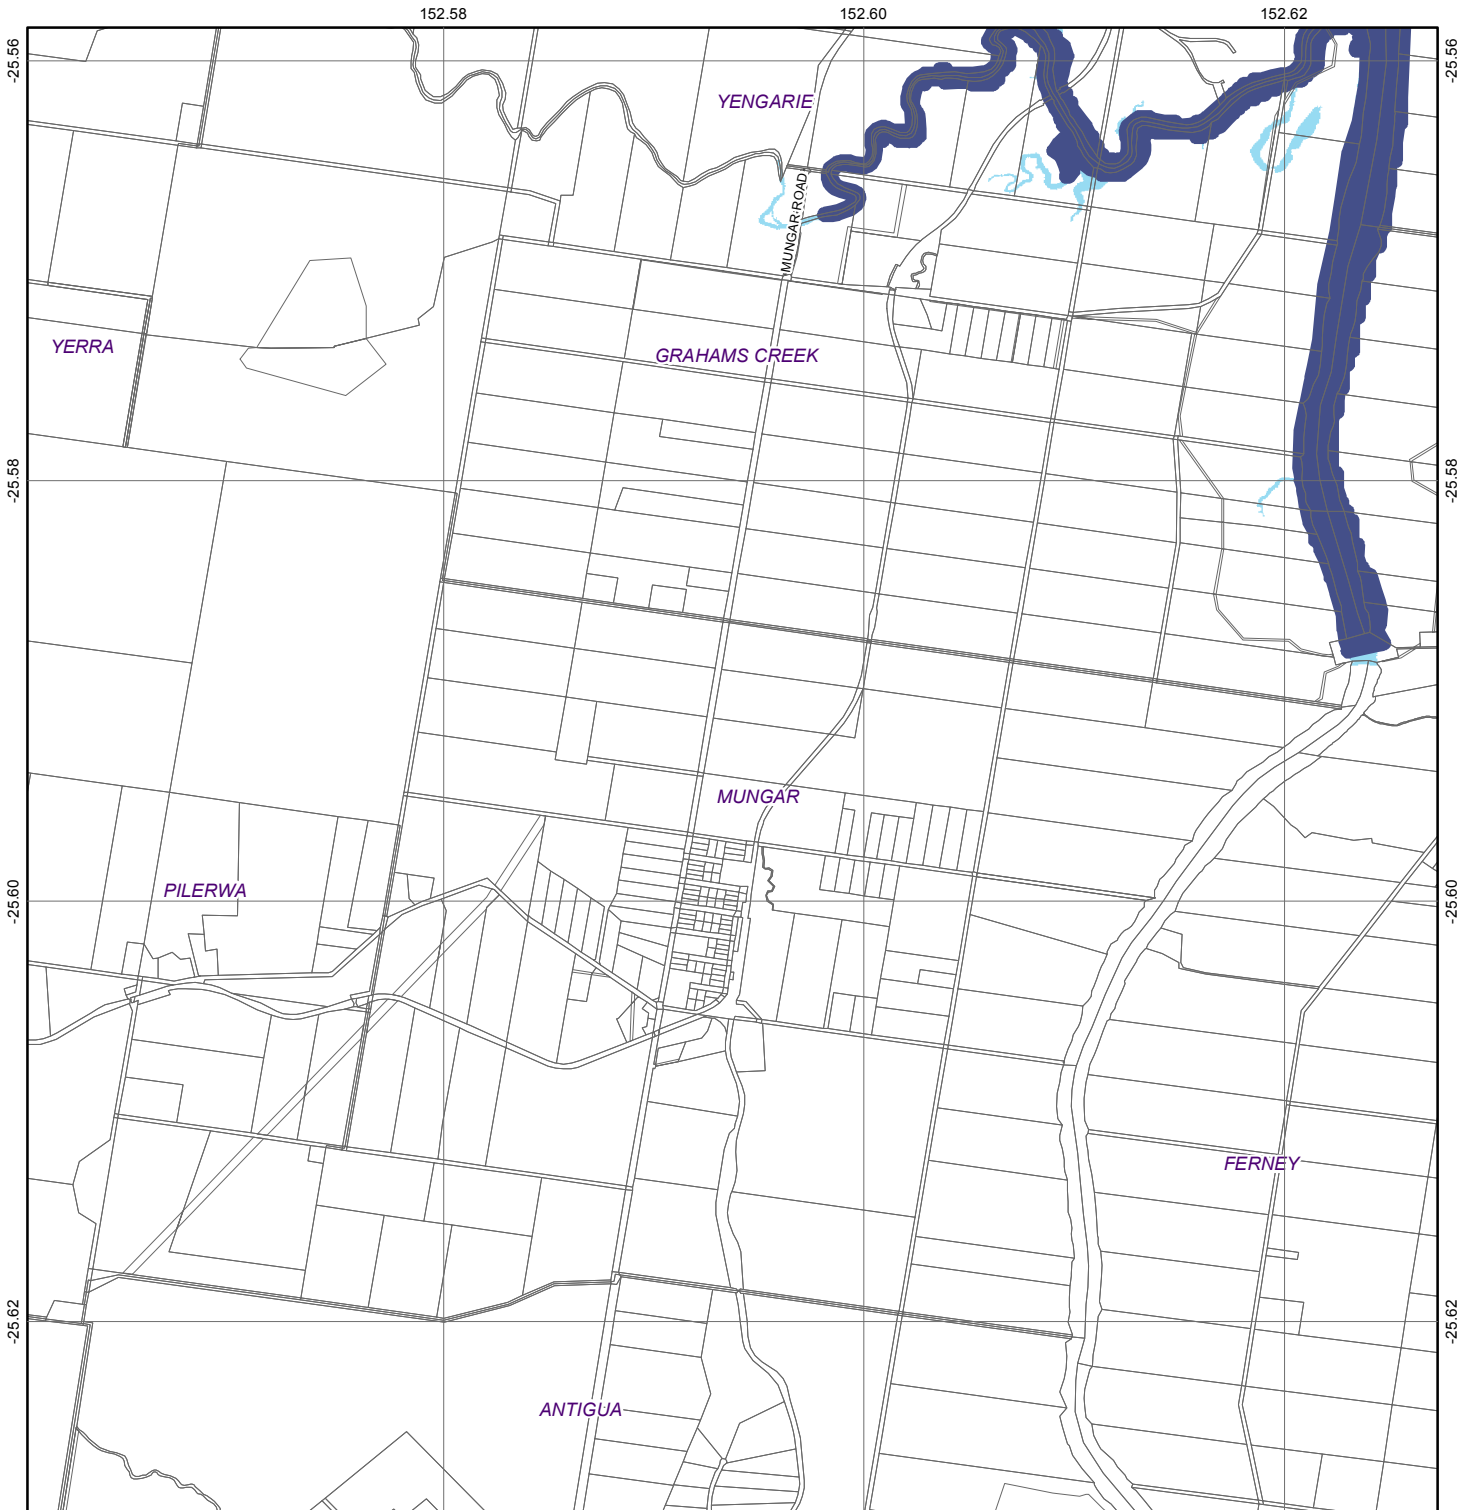 152.58 152.60 152.62
-25.56 -25.56
YENGARIE
MUNGAR ROAD
YERRA
GRAHAMS CREEK
-25.58 -25.58
MUNGAR
PILERWA
-25.60 -25.60
FERNEY
-25.62 -25.62
ANTIGUA